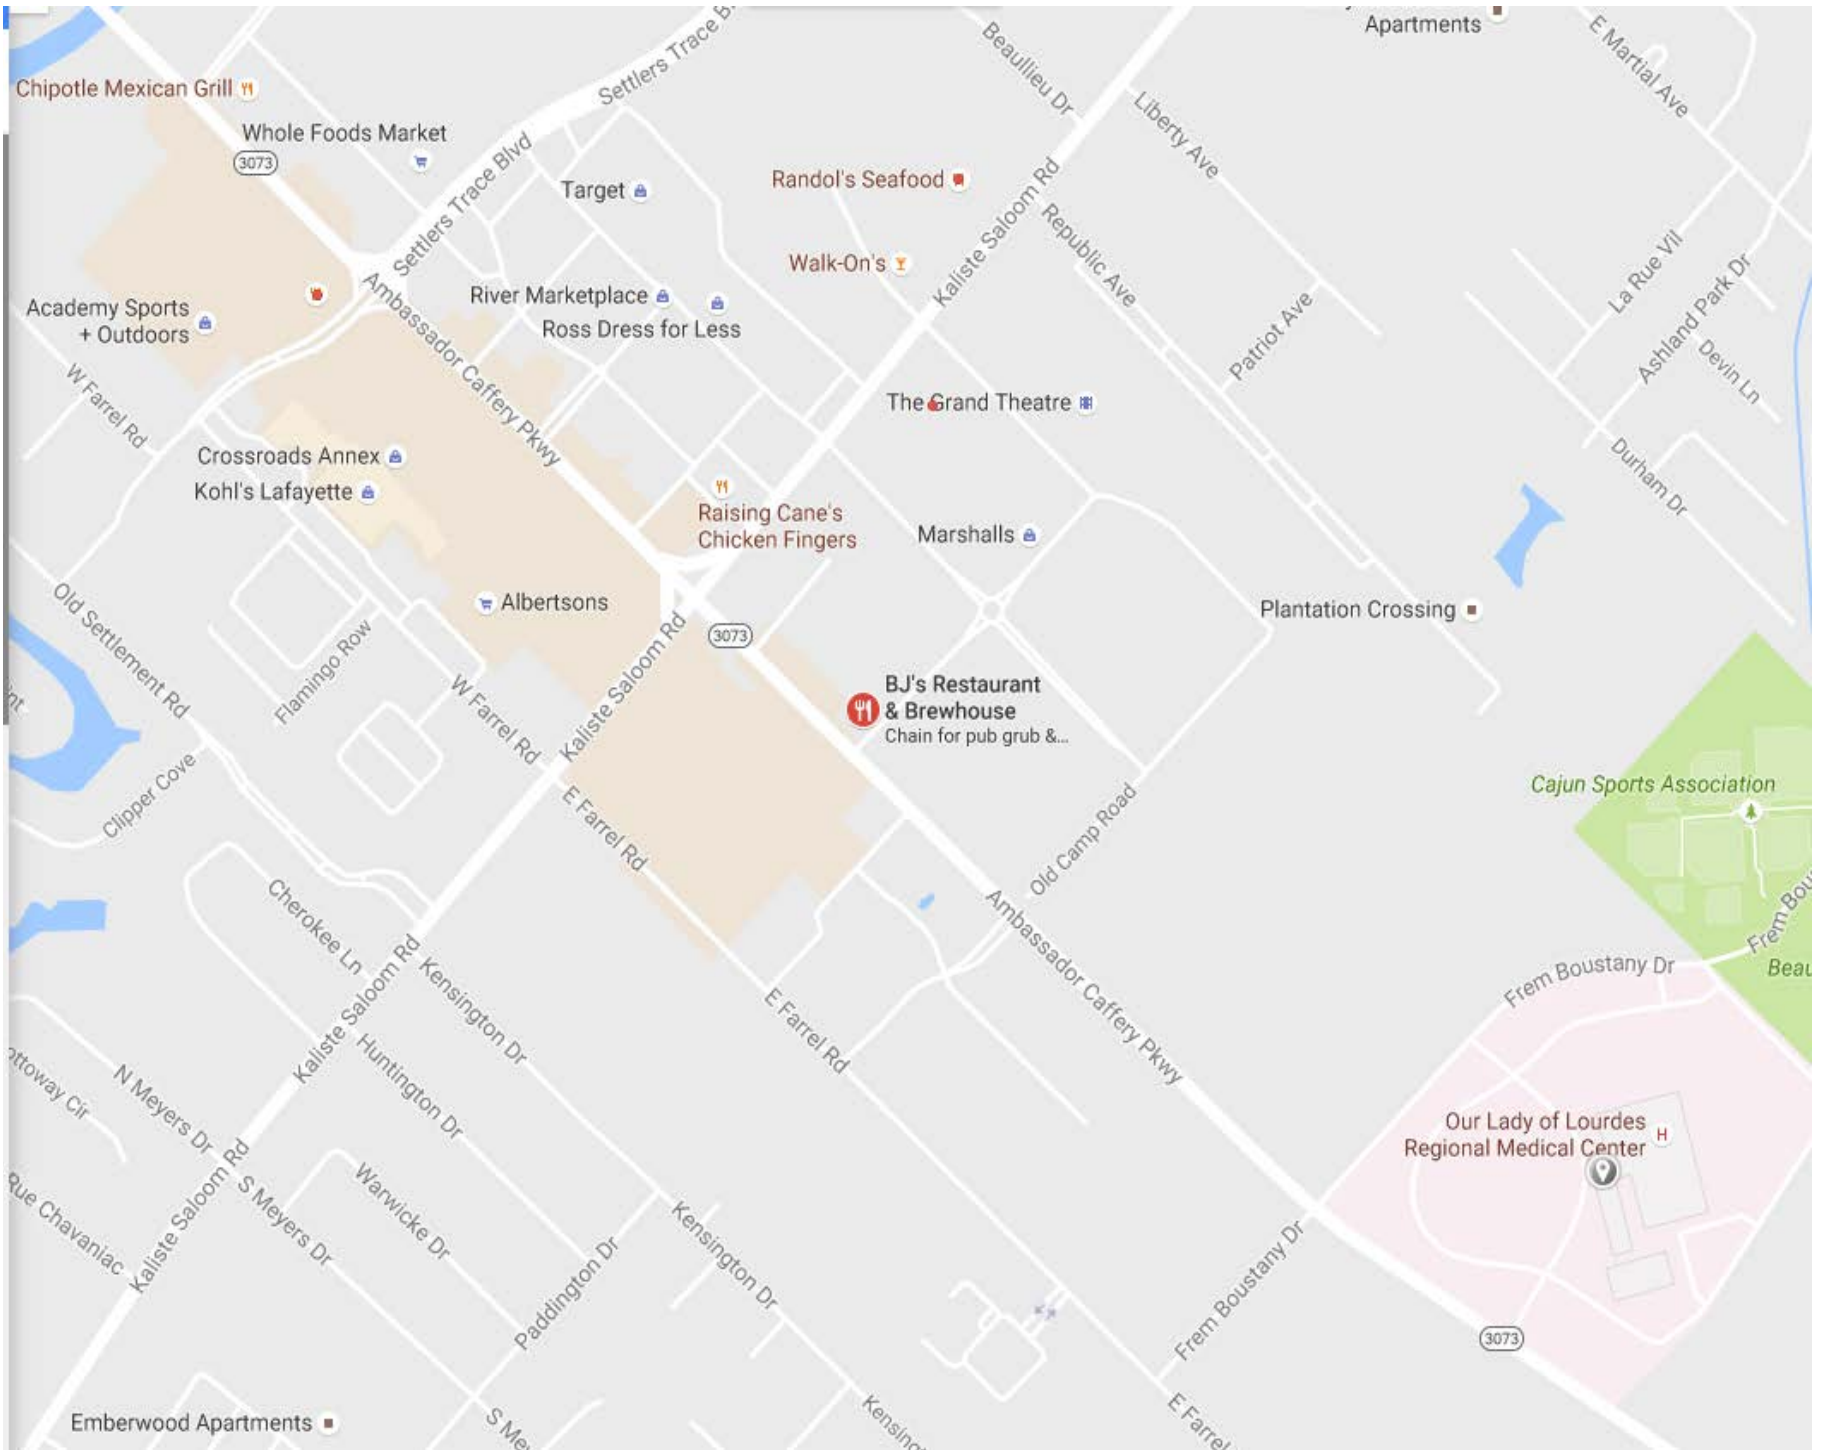 Apartments
E Martial Ave
Beaullieu Dr
Settlers Trace
Chipotle Mexican Grill
Whole Foods Market
3073
Liberty Ave
Settlers Trace Blvd
Target
Randol's Seafood
Kaliste Saloom Rd
Republic Ave
Walk-On's
La Rue Vil
Ashland Park Dr
Academy Sports
+ Outdoors
River Marketplace
Ross Dress for Less
Ambassador Caffery Pkwy
Patriot Ave
Devin Ln
W Farrel Rd
The Grand Theatre
Crossroads Annex
Kohl's Lafayette
Durham Dr
Raising Cane's
Chicken Fingers
Marshalls
Old Settlement Rd
Albertsons
Plantation Crossing
3073
Flamingo Row
Kaliste Saloom Rd
W Farrel Rd
BJ's Restaurant
& Brewhouse
Chain for pub grub &...
Clipper Cove
Cajun Sports Association
E Farrel Rd
Old Camp Road
Cherokee Ln
Ambassador Caffery Pkwy
Frem
Kaliste Saloom Rd
Kensington Dr
Frem Boustany Dr
E Farrel Rd
Huntington Dr
N Meyers Dr
Our Lady of Lourdes
Regional Medical Center
H
Kaliste Saloom Rd
Rue Chavaniac
S Meyers Dr
Warwicke Dr
Kensington Dr
Paddington Dr
Frem Boustany Dr
3073
Emberwood Apartments
E Farrel